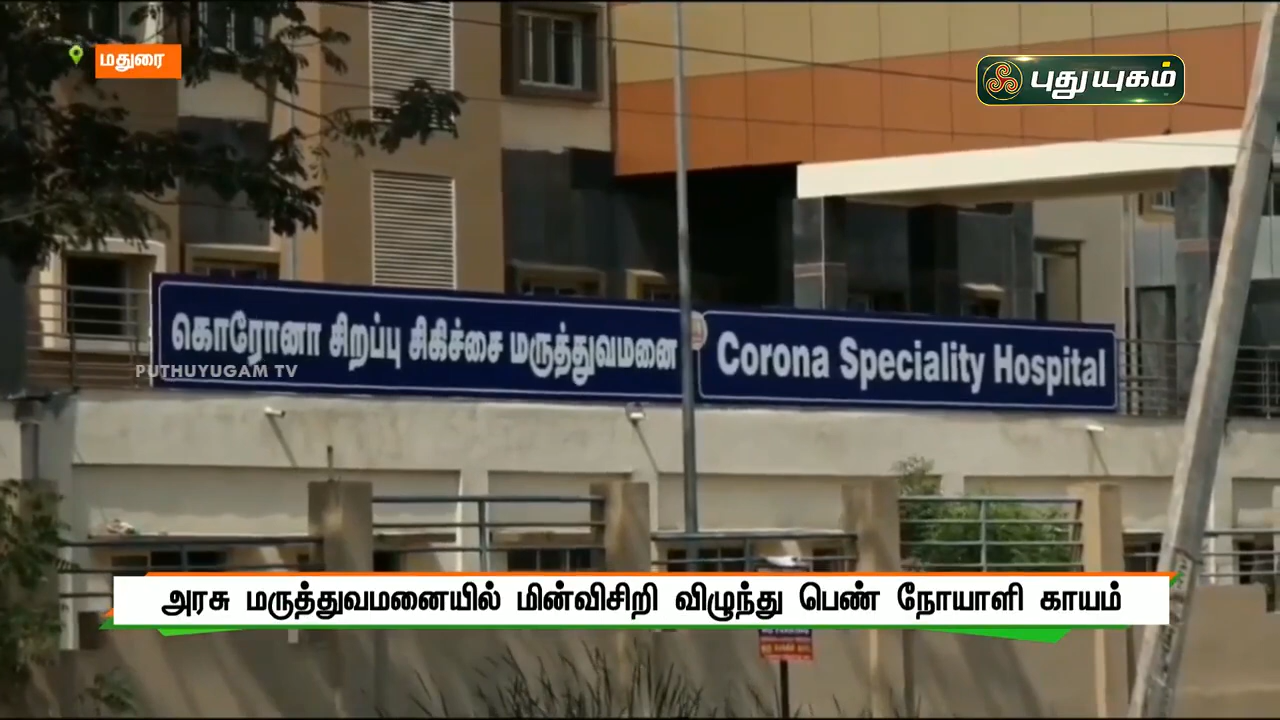 மதுரை
புதுயுகம்
கொரோனா சிறப்பு சிகிச்சை மருத்துவமனை
Corona Speciality Hospital
PUTHUYUGAM TV
அரசு மருத்துவமனையில் மின்விசிறி விழுந்து பெண் நோயாளி காயம்